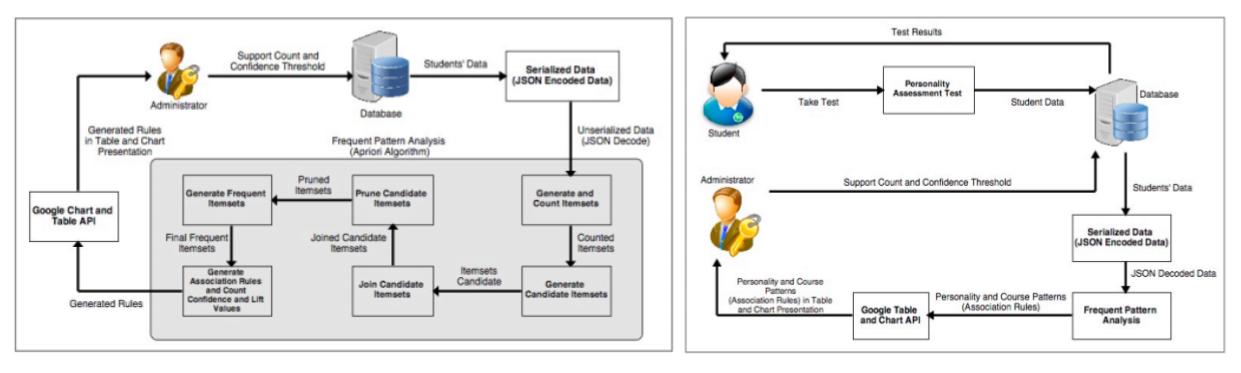 Support Count and
Confidence Threshold
Students' Data
Serialized Data
(JSON Encoded Data)
Administrator
Database
Generated Rules
in Table and Chart
Presentation
Unserialized Data
(JSON Decode)
Frequent Pattern Analysis
(Apriori Algorithm)
Google Chart and
Table API
Generate Frequent
Itemsets
Pruned
Itemsets
Prune Candidate
Itemsets
Generate and
Count Itemsets
Final Frequent
Itemsets
Joined Candidate
Itemsets
Counted
Itemsets
Generate
Association Rules
and Count
Confidence and Lift
Values
Join Candidate
Itemsets
Itemsets
Candidate
Generate
Candidate Itemsets
Generated Rules
Test Results
Student
Take Test
Personality
Assessment Test
Student Data
Database
Administrator
Support Count and Confidence Threshold
Students' Data
Serialized Data
(JSON Encoded Data)
JSON Decoded Data
Personality and Course
Patterns
(Association Rules) in Table
and Chart Presentation
Google Table
and Chart API
Personality and Course Patterns
(Association Rules)
Frequent Pattern
Analysis